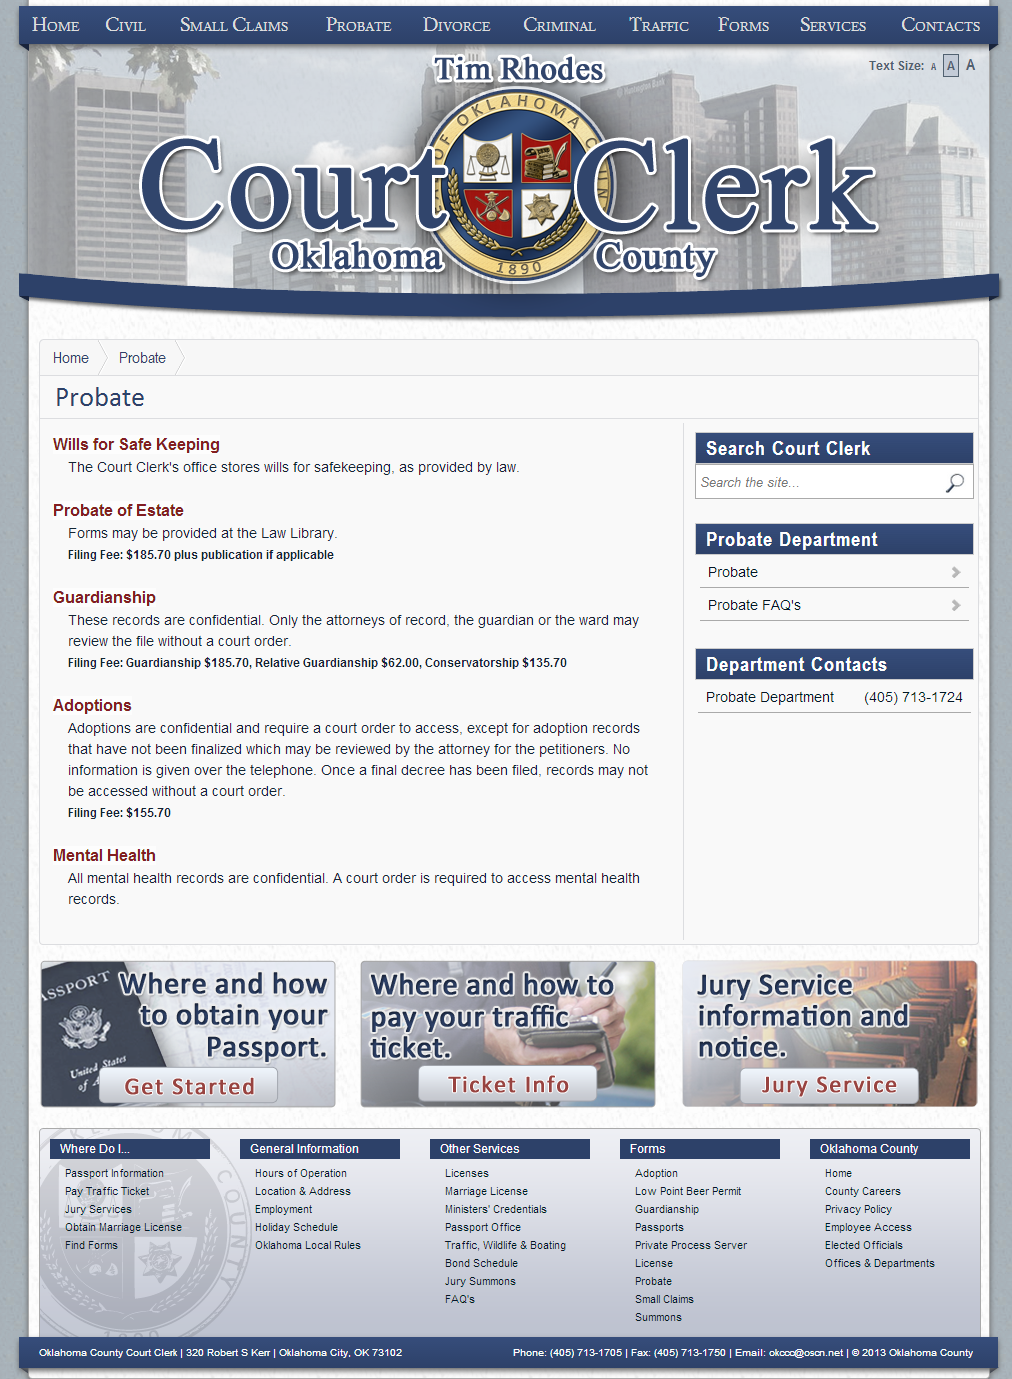 Home Civil Small Claims Probate Divorce Criminal Traffic Forms Services Contacts
Text Size: A A A
Tim Rhodes
Court Clerk
Oklahoma County
OF OKLAHOMA C
1890
Home Probate
Probate
Wills for Safe Keeping
The Court Clerk's office stores wills for safekeeping, as provided by law.
Probate of Estate
Forms may be provided at the Law Library.
Filing Fee: $185.70 plus publication if applicable
Guardianship
These records are confidential. Only the attorneys of record, the guardian or the ward may
review the file without a court order.
Filing Fee: Guardianship $185.70, Relative Guardianship $62.00, Conservatorship $135.70
Adoptions
Adoptions are confidential and require a court order to access, except for adoption records
that have not been finalized which may be reviewed by the attorney for the petitioners. No
information is given over the telephone. Once a final decree has been filed, records may not
be accessed without a court order.
Filing Fee: $155.70
Mental Health
All mental health records are confidential. A court order is required to access mental health
records.
Search Court Clerk
Search the site...
Probate Department
Probate
Probate FAQ's
Department Contacts
Probate Department (405) 713-1724
Where and how
to obtain your
Passport.
Get Started
Where and how to
pay your traffic
ticket.
Ticket Info
Jury Service
information and
notice.
Jury Service
Where Do I...
Passport Information
Pay Traffic Ticket
Jury Services
Obtain Marriage License
Find Forms
General Information
Hours of Operation
Location & Address
Employment
Holiday Schedule
Oklahoma Local Rules
Other Services
Licenses
Marriage License
Ministers' Credentials
Passport Office
Traffic, Wildlife & Boating
Bond Schedule
Jury Summons
FAQ's
Forms
Adoption
Low Point Beer Permit
Guardianship
Passports
Private Process Server
License
Probate
Small Claims
Summons
Oklahoma County
Home
County Careers
Privacy Policy
Employee Access
Elected Officials
Offices & Departments
Oklahoma County Court Clerk | 320 Robert S Kerr | Oklahoma City, OK 73102
Phone: (405) 713-1705 | Fax: (405) 713-1750 | Email: okccc@oscn.net | © 2013 Oklahoma County